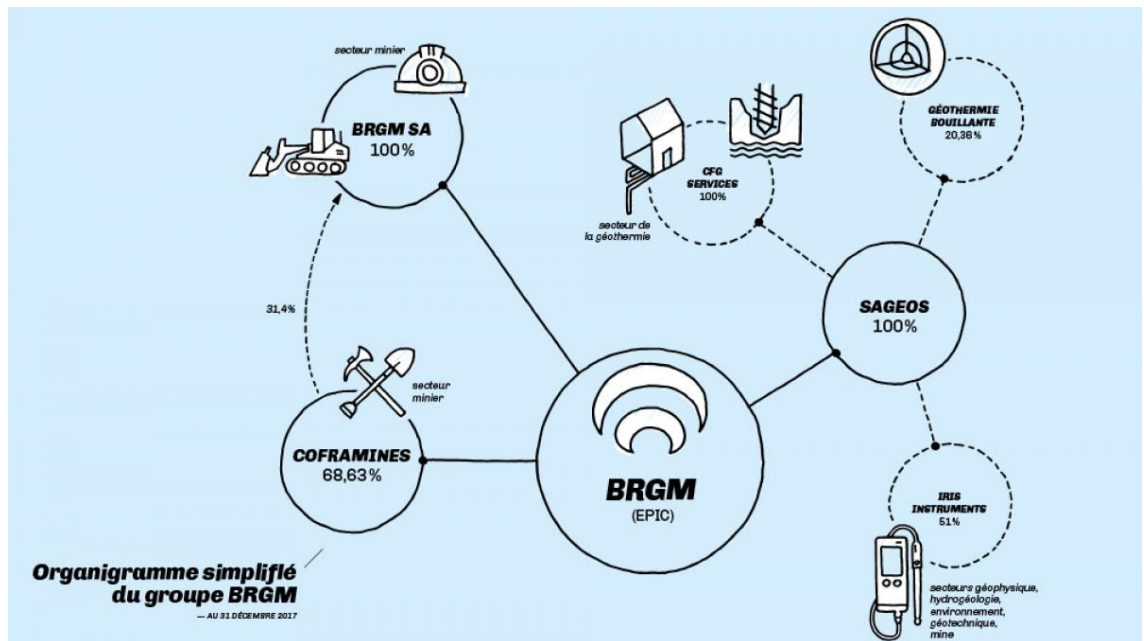 secteur minier
BRGM SA
100%
31,4%
secteur
minier
COFRAMINES
68,63%
BRGM
(EPIC)
SAGEOS
100%
CFG
SERVICES
100%
secteur de
la géothermie
GÉOTHERMIE
BOUILLANTE
20,36%
IRIS
INSTRUMENTS
51%
secteurs géophysique,
hydrogéologie,
environnement,
géotechnique,
mine
Organigramme simplifié
du groupe BRGM
— AU 31 DÉCEMBRE 2017